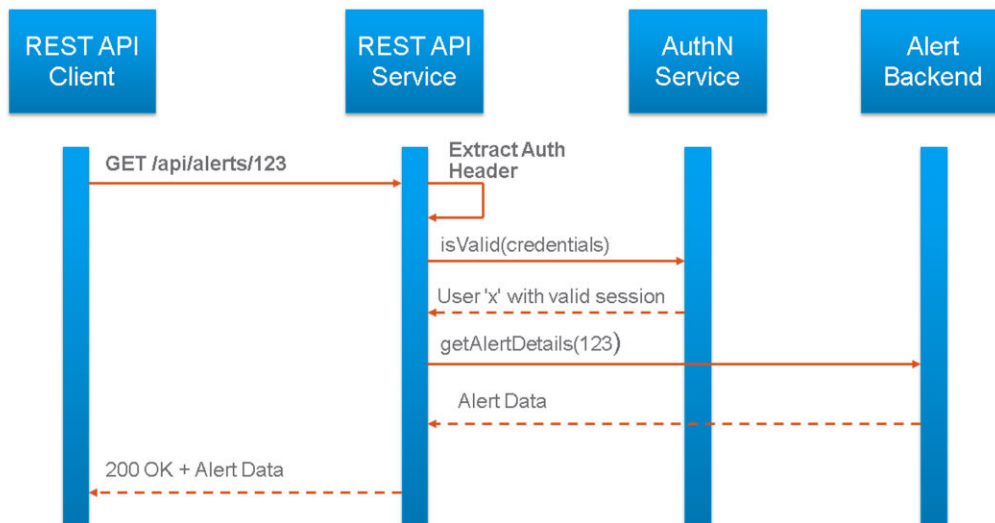 REST API
Client
REST API
Service
AuthN
Service
Alert
Backend
GET /api/alerts/123
Extract Auth
Header
isValid(credentials)
User 'x' with valid session
getAlertDetails(123)
Alert Data
200 OK + Alert Data